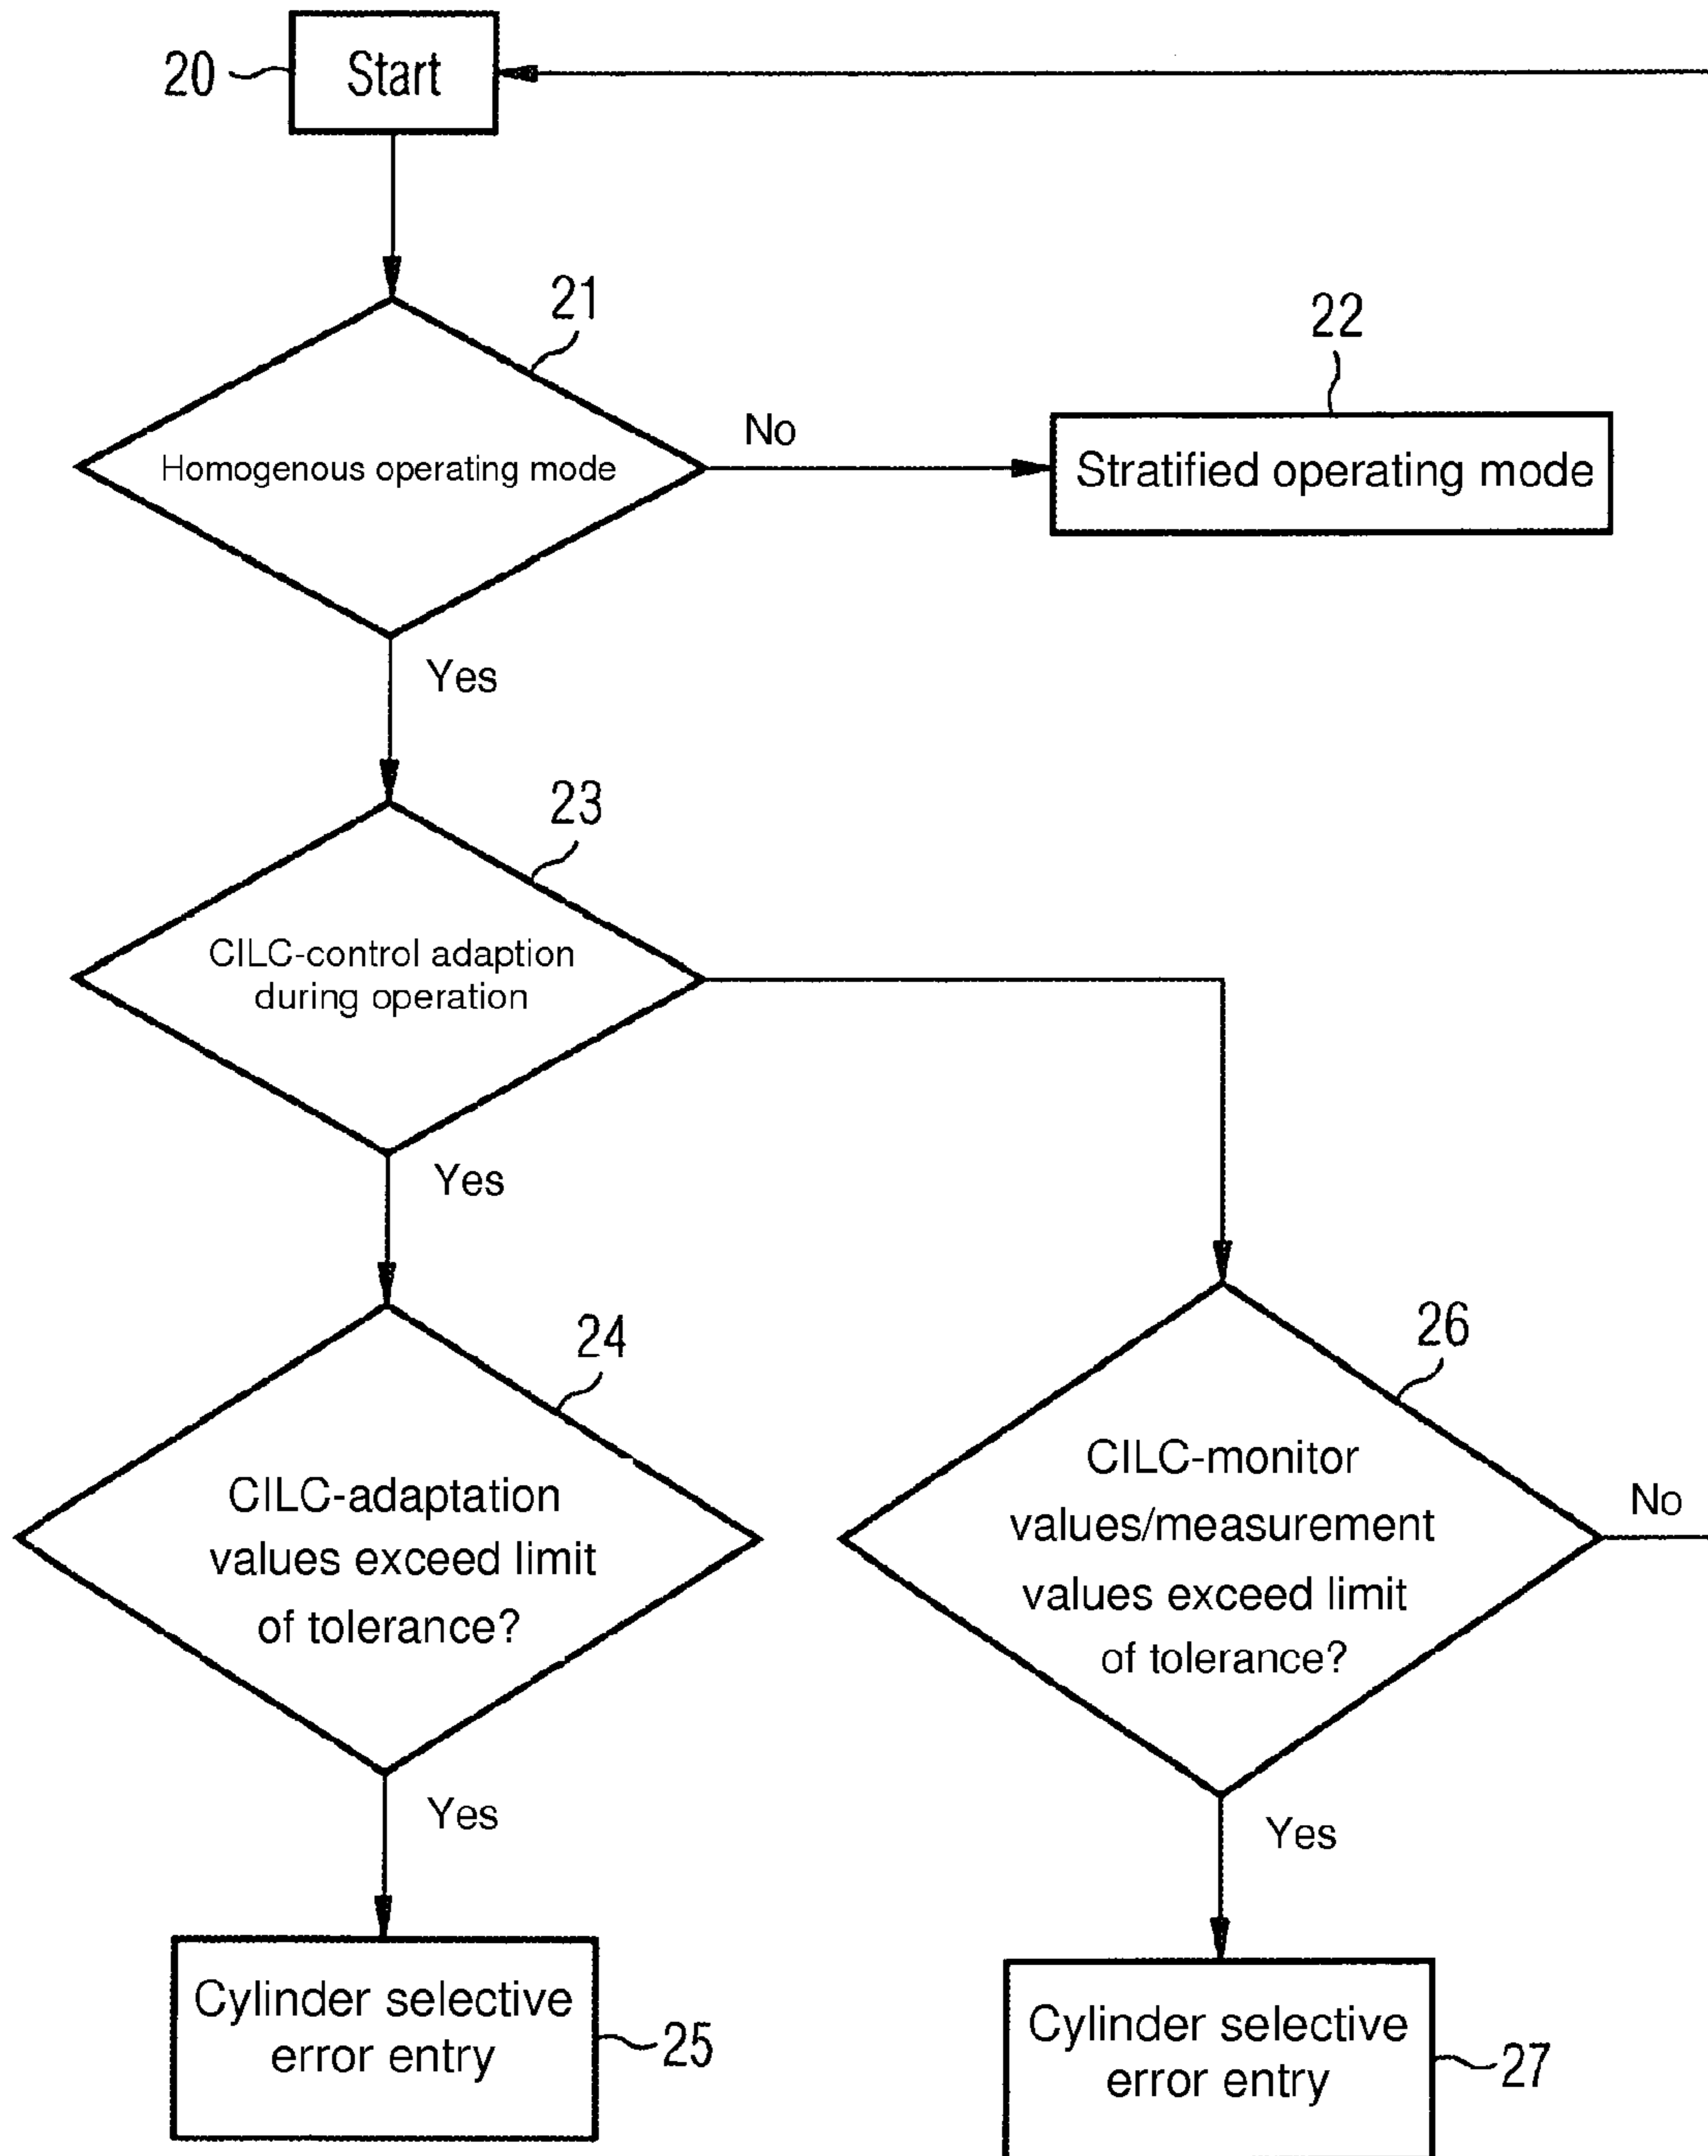 20
Start
21
22
No
Homogenous operating mode
Stratified operating mode
Yes
23
CILC-control adaption
during operation
Yes
24
26
CILC-adaptation
values exceed limit
of tolerance?
CILC-monitor
values/measurement
values exceed limit
of tolerance?
No
Yes
Yes
Cylinder selective
error entry
25
Cylinder selective
error entry
27